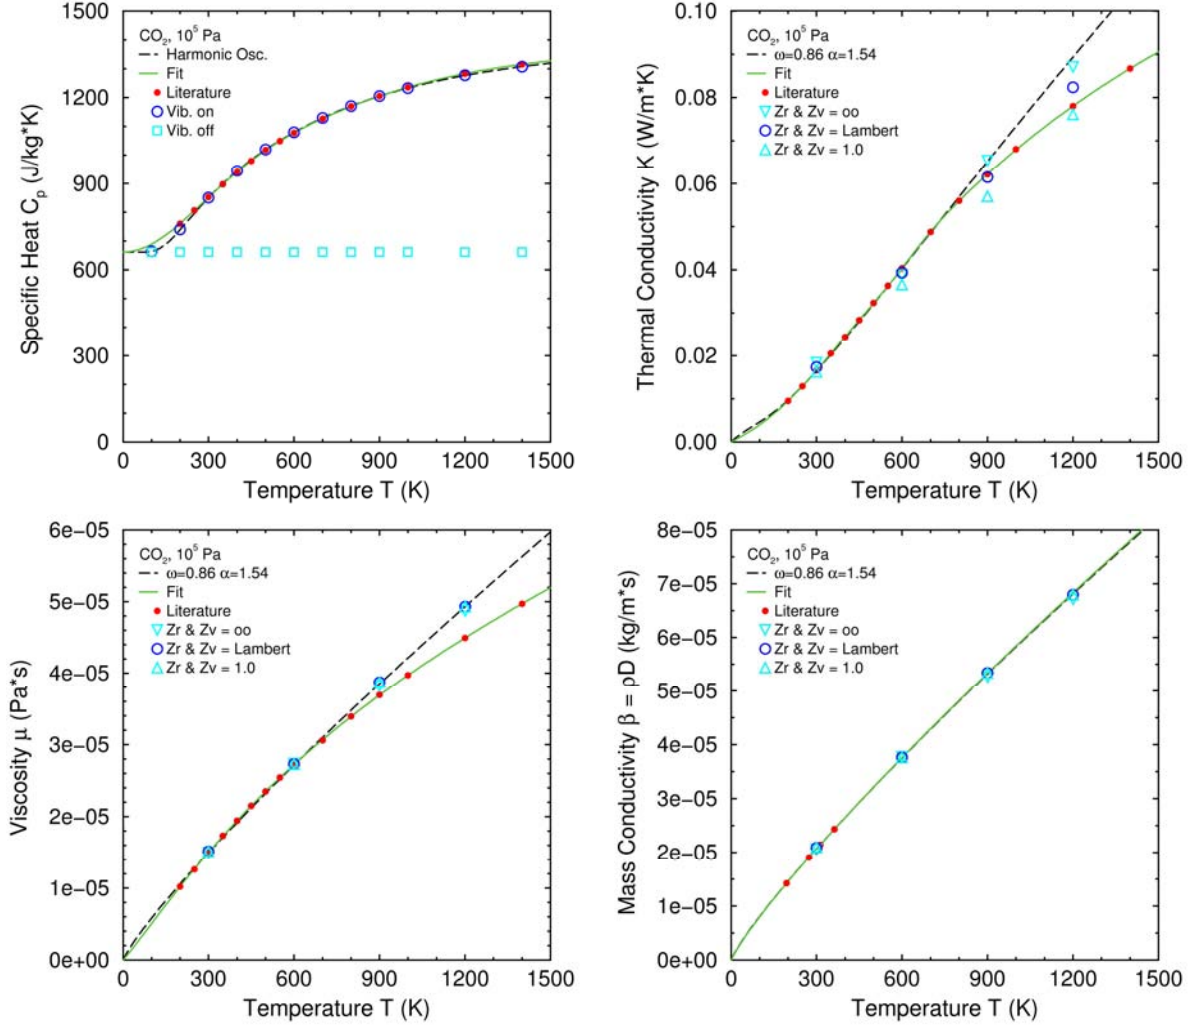 1500
1200
900
600
300
0
Specific Heat Cₚ (J/kg*K)
CO₂, 10⁵ Pa
Harmonic Osc.
Fit
Literature
Vib. on
Vib. off
0 300 600 900 1200 1500
Temperature T (K)
0.10
0.08
0.06
0.04
0.02
0.00
Thermal Conductivity K (W/m*K)
CO₂, 10⁵ Pa
ω=0.86 α=1.54
Fit
Literature
Zr & Zv = oo
Zr & Zv = Lambert
Zr & Zv = 1.0
0 300 600 900 1200 1500
Temperature T (K)
6e−05
5e−05
4e−05
3e−05
2e−05
1e−05
0e+00
Viscosity μ (Pa*s)
CO₂, 10⁵ Pa
ω=0.86 α=1.54
Fit
Literature
Zr & Zv = oo
Zr & Zv = Lambert
Zr & Zv = 1.0
0 300 600 900 1200 1500
Temperature T (K)
8e−05
7e−05
6e−05
5e−05
4e−05
3e−05
2e−05
1e−05
0e+00
Mass Conductivity β = ρD (kg/m*s)
CO₂, 10⁵ Pa
ω=0.86 α=1.54
Fit
Literature
Zr & Zv = oo
Zr & Zv = Lambert
Zr & Zv = 1.0
0 300 600 900 1200 1500
Temperature T (K)